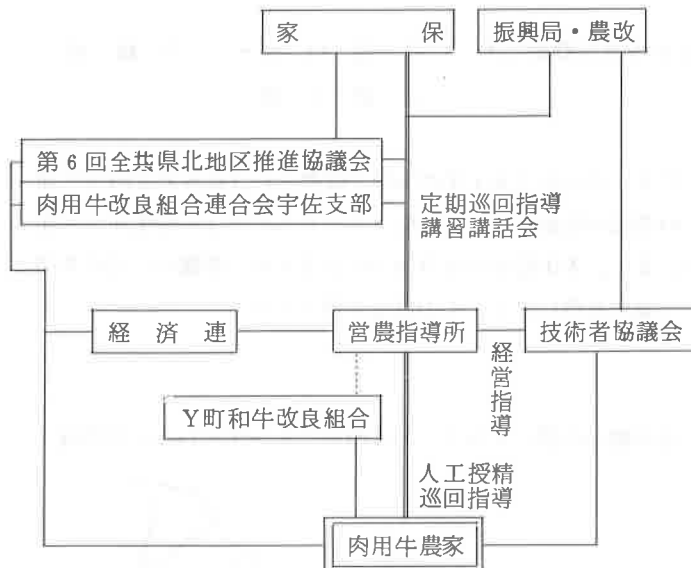 家　　　保
振興局・農改
第6回全共県北地区推進協議会
肉用牛改良組合連合会宇佐支部
定期巡回指導
講習講話会
経　済　連
営農指導所
技術者協議会
経営指導
Y町和牛改良組合
人工授精
巡回指導
肉用牛農家